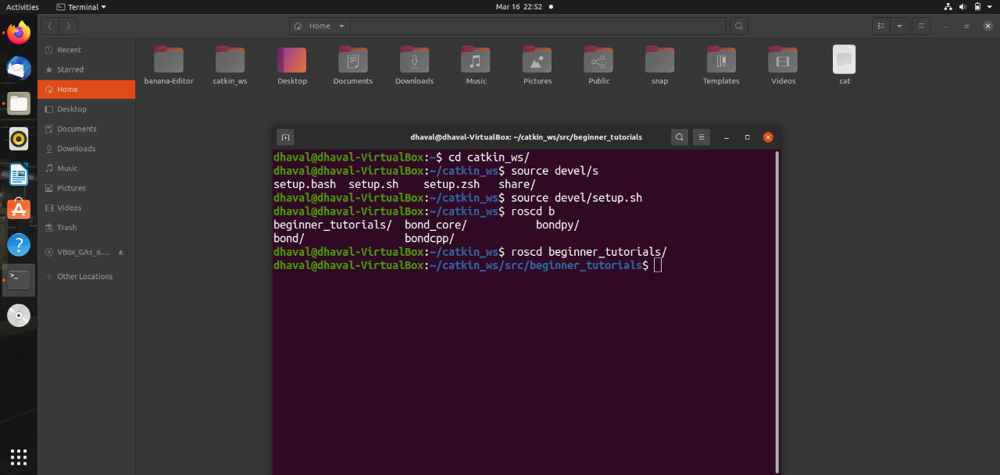 Activities Terminal Mar 16 22:52
Home
Recent
Starred
Home
Desktop
Documents
Downloads
Music
Pictures
Videos
Trash
VBox_GAs_6....
Other Locations
banana-Editor catkin_ws Desktop Documents Downloads Music Pictures Public snap Templates Videos cat
dhaval@dhaval-VirtualBox: ~/catkin_ws/src/beginner_tutorials
dhaval@dhaval-VirtualBox:~$ cd catkin_ws/
dhaval@dhaval-VirtualBox:~/catkin_ws$ source devel/s
setup.bash setup.sh setup.zsh share/
dhaval@dhaval-VirtualBox:~/catkin_ws$ source devel/setup.sh
dhaval@dhaval-VirtualBox:~/catkin_ws$ roscd b
beginner_tutorials/ bond_core/ bondpy/
bond/ bondcpp/
dhaval@dhaval-VirtualBox:~/catkin_ws$ roscd beginner_tutorials/
dhaval@dhaval-VirtualBox:~/catkin_ws/src/beginner_tutorials$